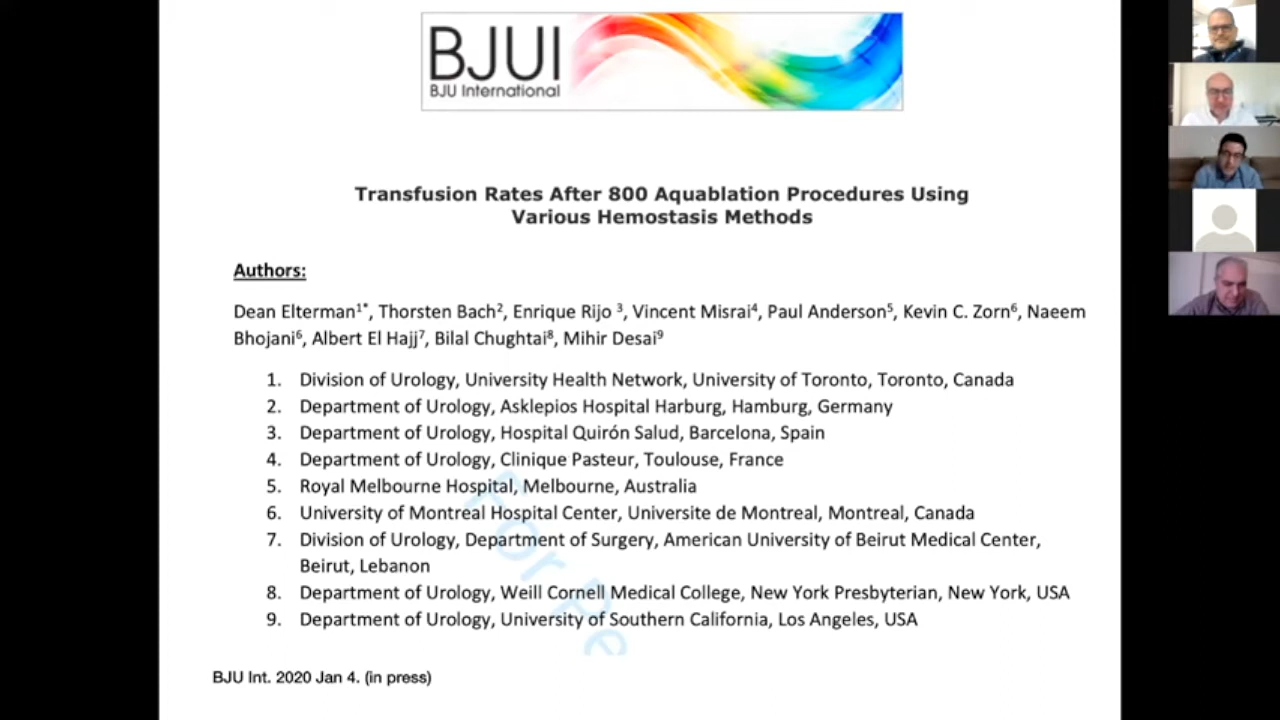 BJUI
BJU International
Transfusion Rates After 800 Aquablation Procedures Using
Various Hemostasis Methods
Authors:
Dean Elterman1*, Thorsten Bach2, Enrique Rijo 3, Vincent Misrai4, Paul Anderson5, Kevin C. Zorn6, Naeem
Bhojani6, Albert El Hajj7, Bilal Chughtai8, Mihir Desai9
1. Division of Urology, University Health Network, University of Toronto, Toronto, Canada
2. Department of Urology, Asklepios Hospital Harburg, Hamburg, Germany
3. Department of Urology, Hospital Quirón Salud, Barcelona, Spain
4. Department of Urology, Clinique Pasteur, Toulouse, France
5. Royal Melbourne Hospital, Melbourne, Australia
6. University of Montreal Hospital Center, Universite de Montreal, Montreal, Canada
7. Division of Urology, Department of Surgery, American University of Beirut Medical Center,
Beirut, Lebanon
8. Department of Urology, Weill Cornell Medical College, New York Presbyterian, New York, USA
9. Department of Urology, University of Southern California, Los Angeles, USA
For Pe
BJU Int. 2020 Jan 4. (in press)